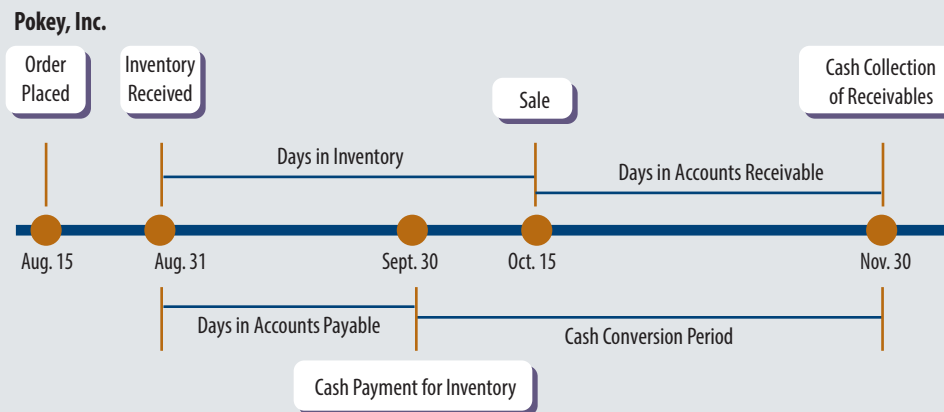 Pokey, Inc.
Order
Placed
Inventory
Received
Sale
Cash Collection
of Receivables
Days in Inventory
Days in Accounts Receivable
Aug. 15
Aug. 31
Sept. 30
Oct. 15
Nov. 30
Days in Accounts Payable
Cash Conversion Period
Cash Payment for Inventory